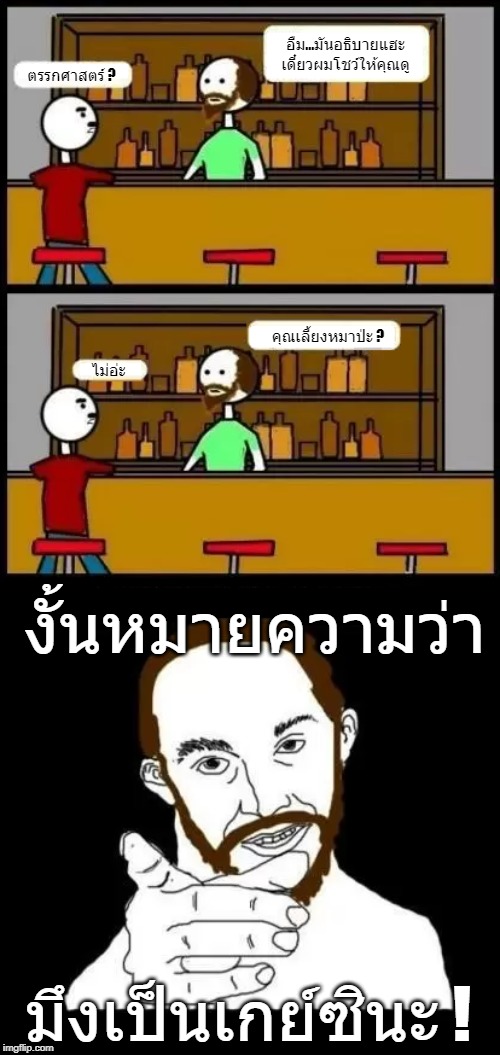 ตรรกศาสตร์ ?
อืม...มันอธิบายแฮะ
เดี๋ยวผมโชว์ให้คุณดู
คุณเลี้ยงหมาป่ะ ?
ไม่อ่ะ
งั้นหมายความว่า
มึงเป็นเกย์ซินะ !
imgflip.com